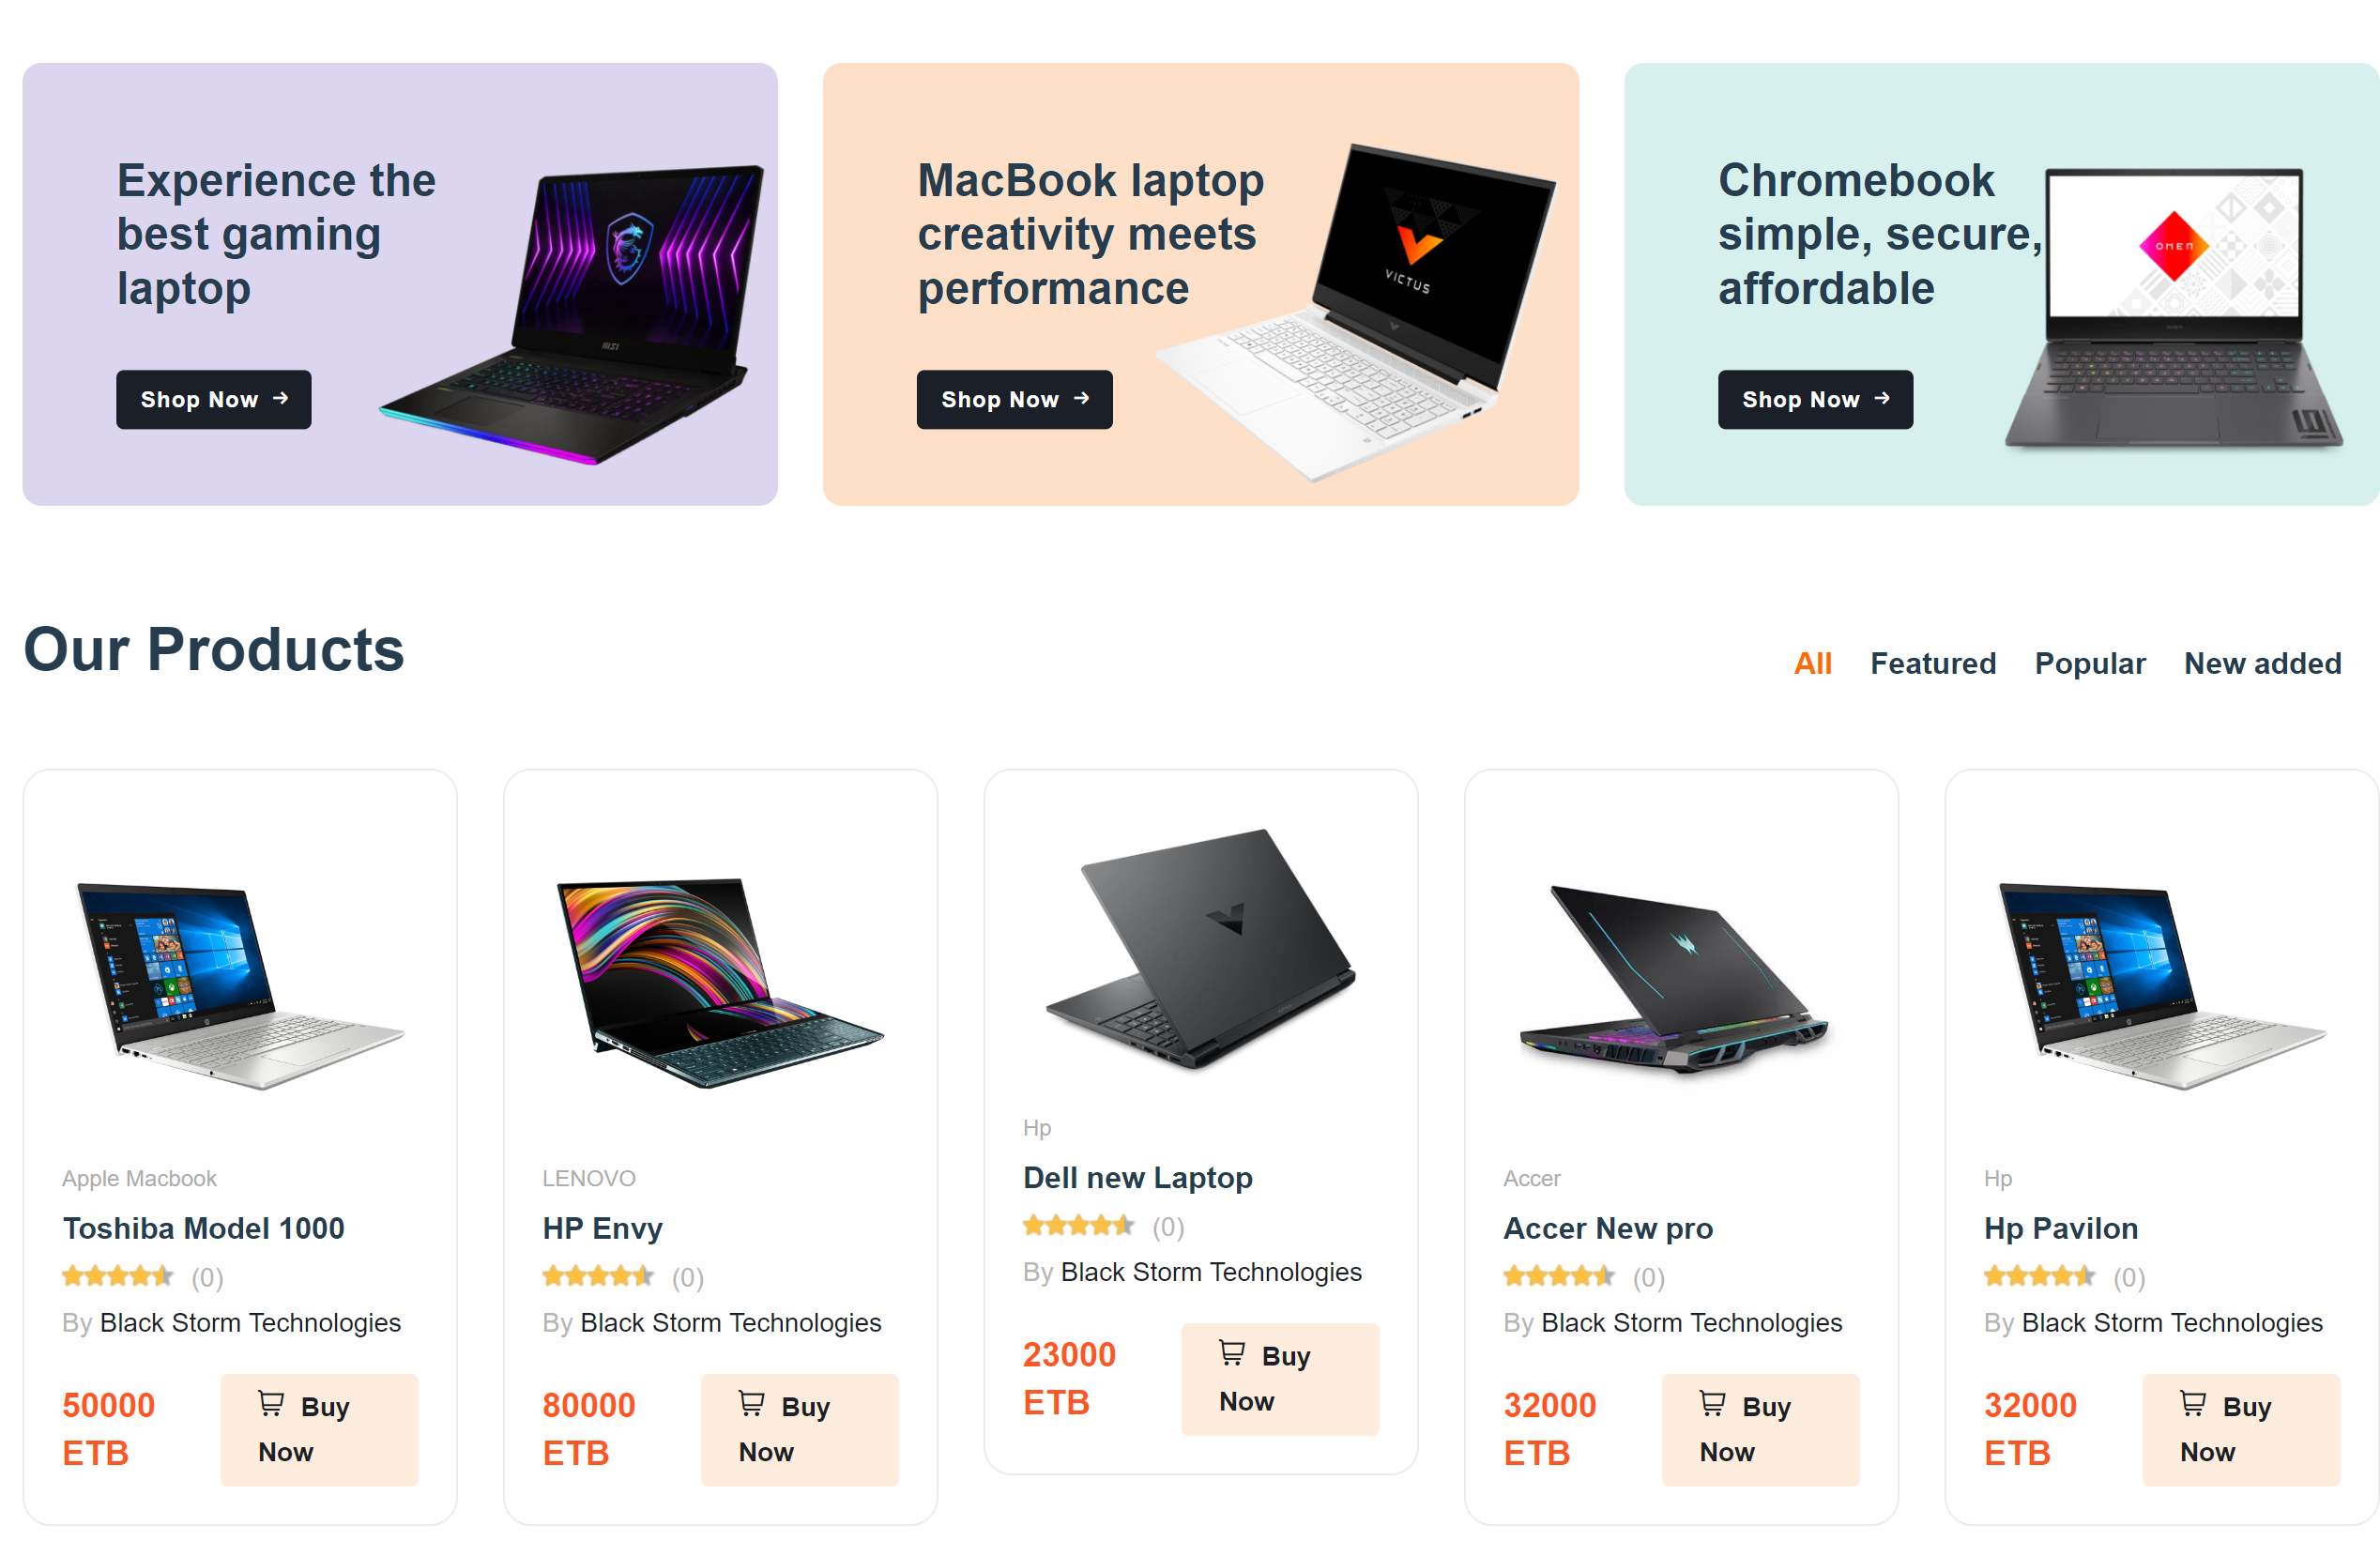 Experience the
best gaming
laptop
Shop Now →
MacBook laptop
creativity meets
performance
Shop Now →
VICTUS
Chromebook
simple, secure,
affordable
Shop Now →
OMEN
msi
Our Products
All Featured Popular New added
Apple Macbook
Toshiba Model 1000
(0)
By Black Storm Technologies
50000
ETB
Buy
Now
LENOVO
HP Envy
(0)
By Black Storm Technologies
80000
ETB
Buy
Now
Hp
Dell new Laptop
(0)
By Black Storm Technologies
23000
ETB
Buy
Now
Accer
Accer New pro
(0)
By Black Storm Technologies
32000
ETB
Buy
Now
Hp
Hp Pavilon
(0)
By Black Storm Technologies
32000
ETB
Buy
Now